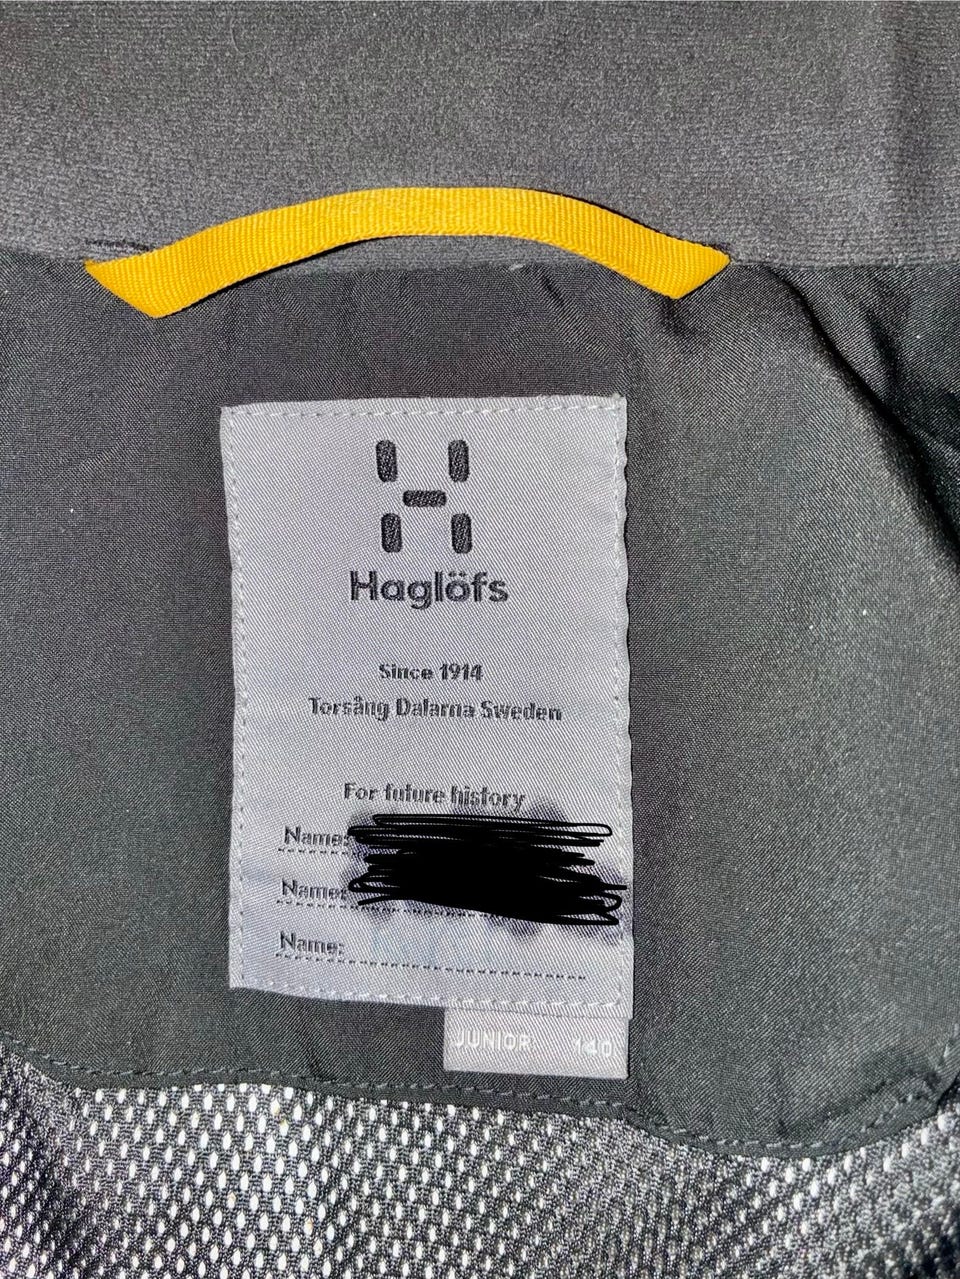 Haglöfs
Since 1914
Torsång Dalarna Sweden
For future history
Name:
Name:
Name:
JUNIOR 140